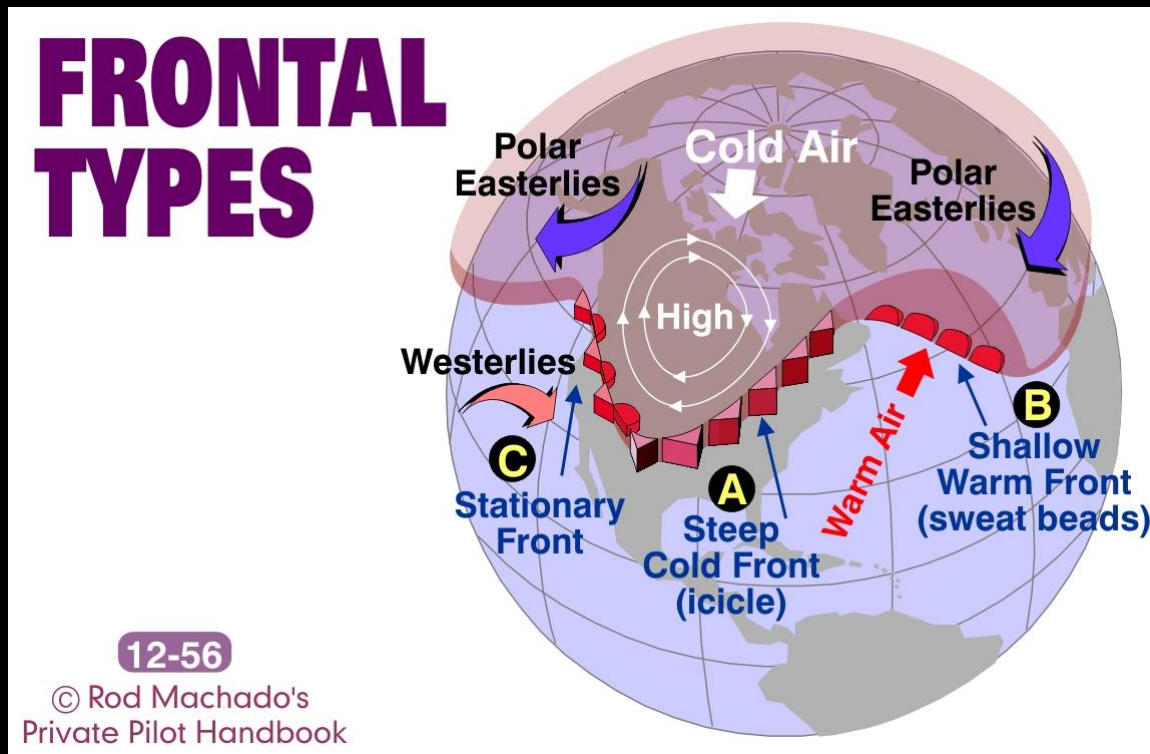 FRONTAL
TYPES
Polar
Easterlies
Cold Air
Polar
Easterlies
High
Westerlies
C
Stationary
Front
A
Steep
Cold Front
(icicle)
Warm Air
B
Shallow
Warm Front
(sweat beads)
12-56
© Rod Machado's
Private Pilot Handbook